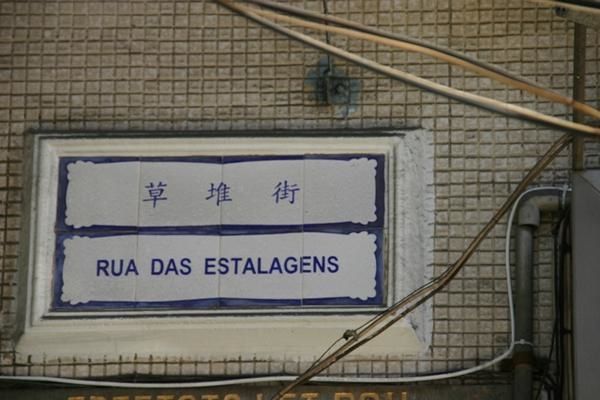 草堆街
RUA DAS ESTALAGENS